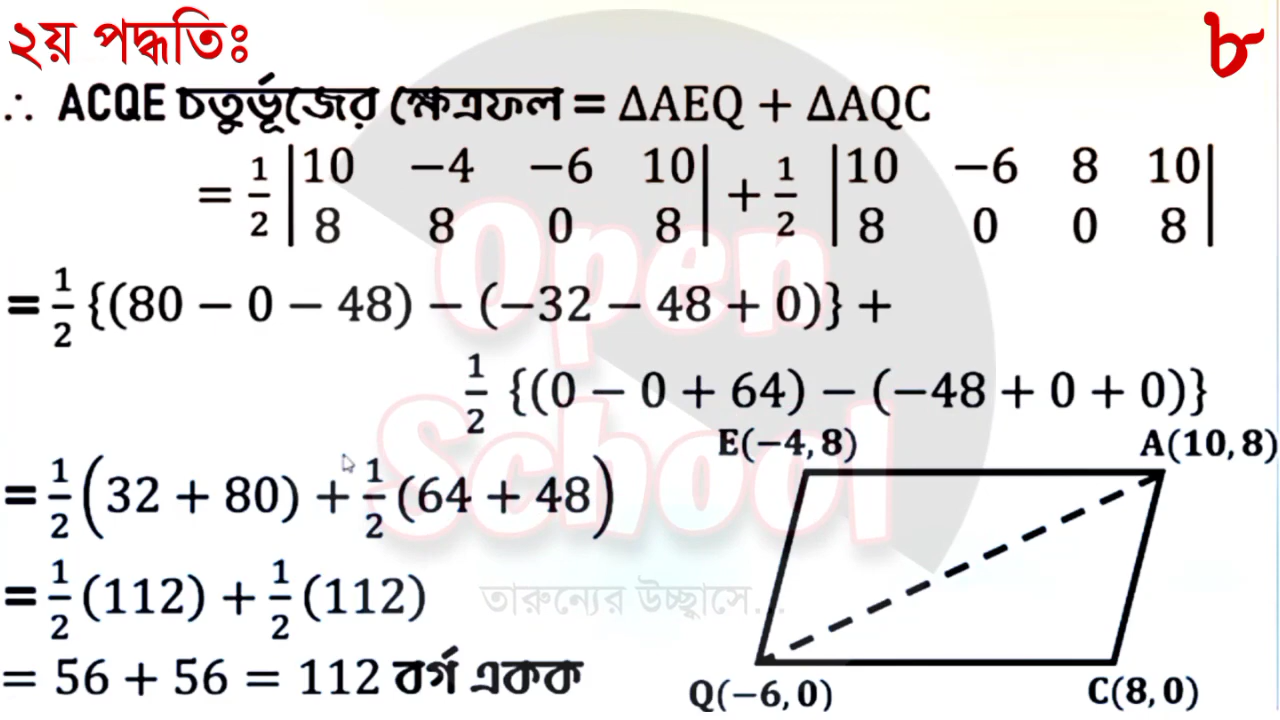 ২য় পদ্ধতিঃ
৮
∴ ACQE চতুর্ভূজের ক্ষেত্রফল = ΔAEQ + ΔAQC
= 1/2 |10 −4 −6 10| + 1/2 |10 −6 8 10|
|8 8 0 8| |8 0 0 8|
= 1/2 {(80 − 0 − 48) − (−32 − 48 + 0)} +
1/2 {(0 − 0 + 64) − (−48 + 0 + 0)}
E(−4, 8) A(10, 8)
= 1/2 (32 + 80) + 1/2 (64 + 48)
= 1/2 (112) + 1/2 (112)
= 56 + 56 = 112 বর্গ একক
Q(−6, 0) C(8, 0)
Open
School
তারুন্যের উচ্ছ্বাসে...